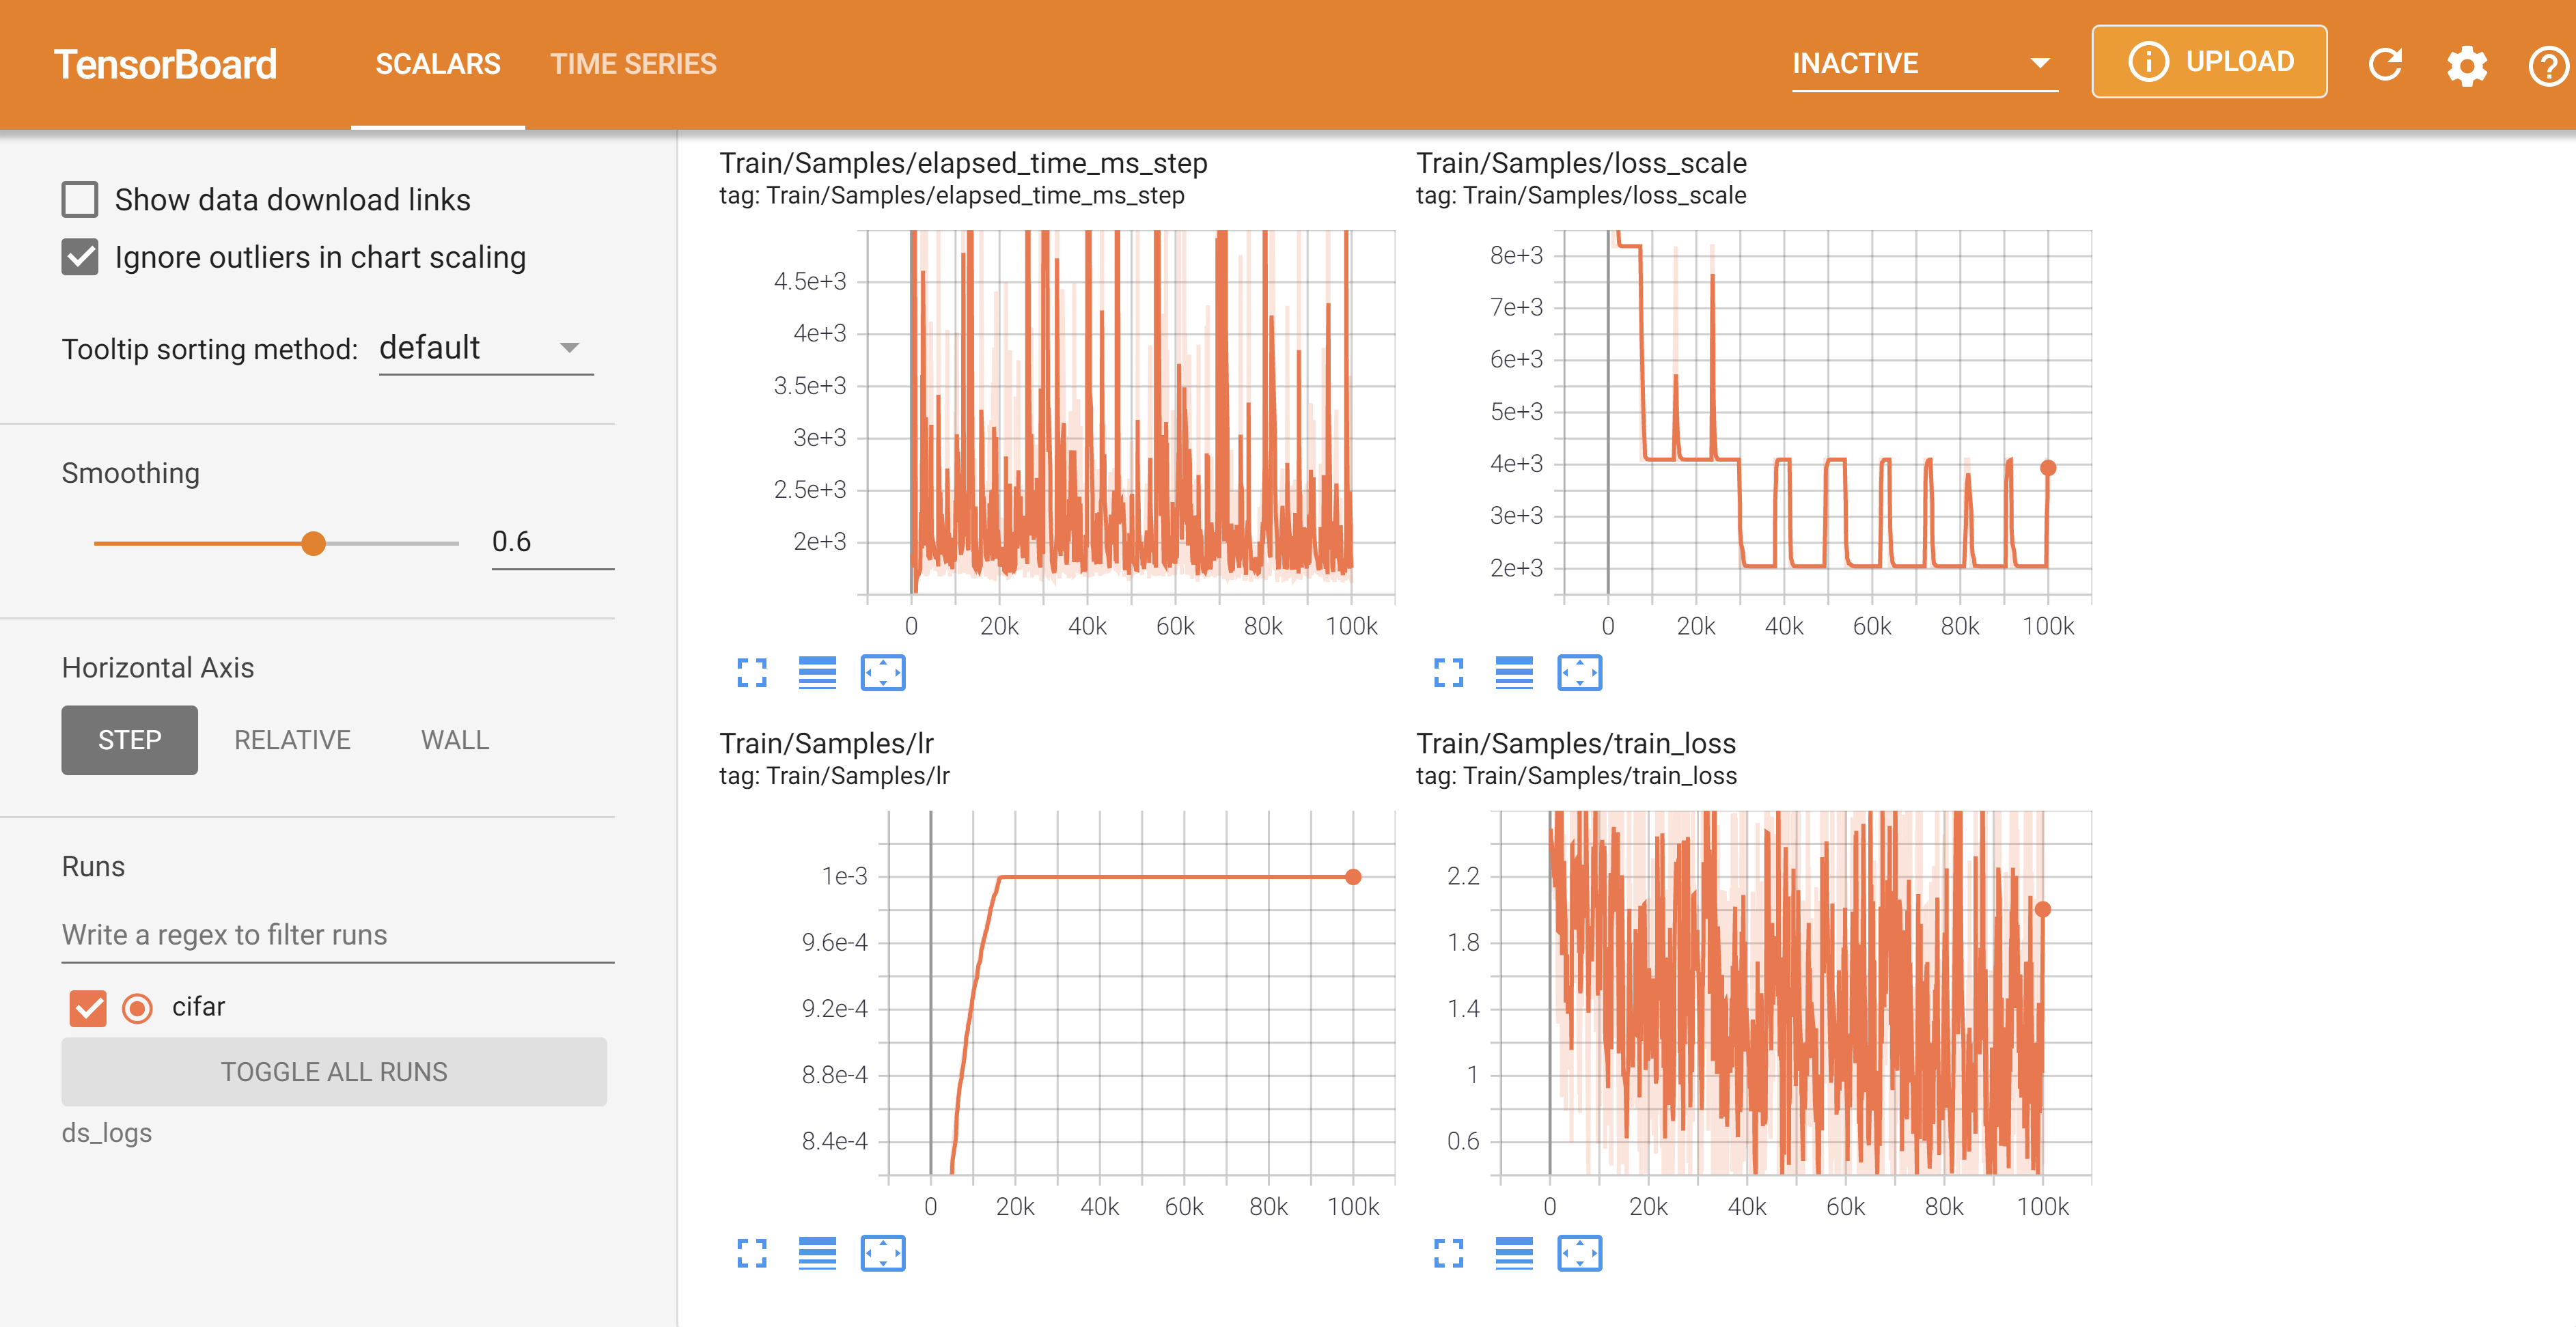 TensorBoard
SCALARS
TIME SERIES
INACTIVE
UPLOAD
Show data download links
Ignore outliers in chart scaling
Tooltip sorting method: default
Smoothing
0.6
Horizontal Axis
STEP
RELATIVE
WALL
Runs
Write a regex to filter runs
cifar
TOGGLE ALL RUNS
ds_logs
Train/Samples/elapsed_time_ms_step
tag: Train/Samples/elapsed_time_ms_step
4.5e+3
4e+3
3.5e+3
3e+3
2.5e+3
2e+3
0 20k 40k 60k 80k 100k
Train/Samples/loss_scale
tag: Train/Samples/loss_scale
8e+3
7e+3
6e+3
5e+3
4e+3
3e+3
2e+3
0 20k 40k 60k 80k 100k
Train/Samples/lr
tag: Train/Samples/lr
1e-3
9.6e-4
9.2e-4
8.8e-4
8.4e-4
0 20k 40k 60k 80k 100k
Train/Samples/train_loss
tag: Train/Samples/train_loss
2.2
1.8
1.4
1
0.6
0 20k 40k 60k 80k 100k